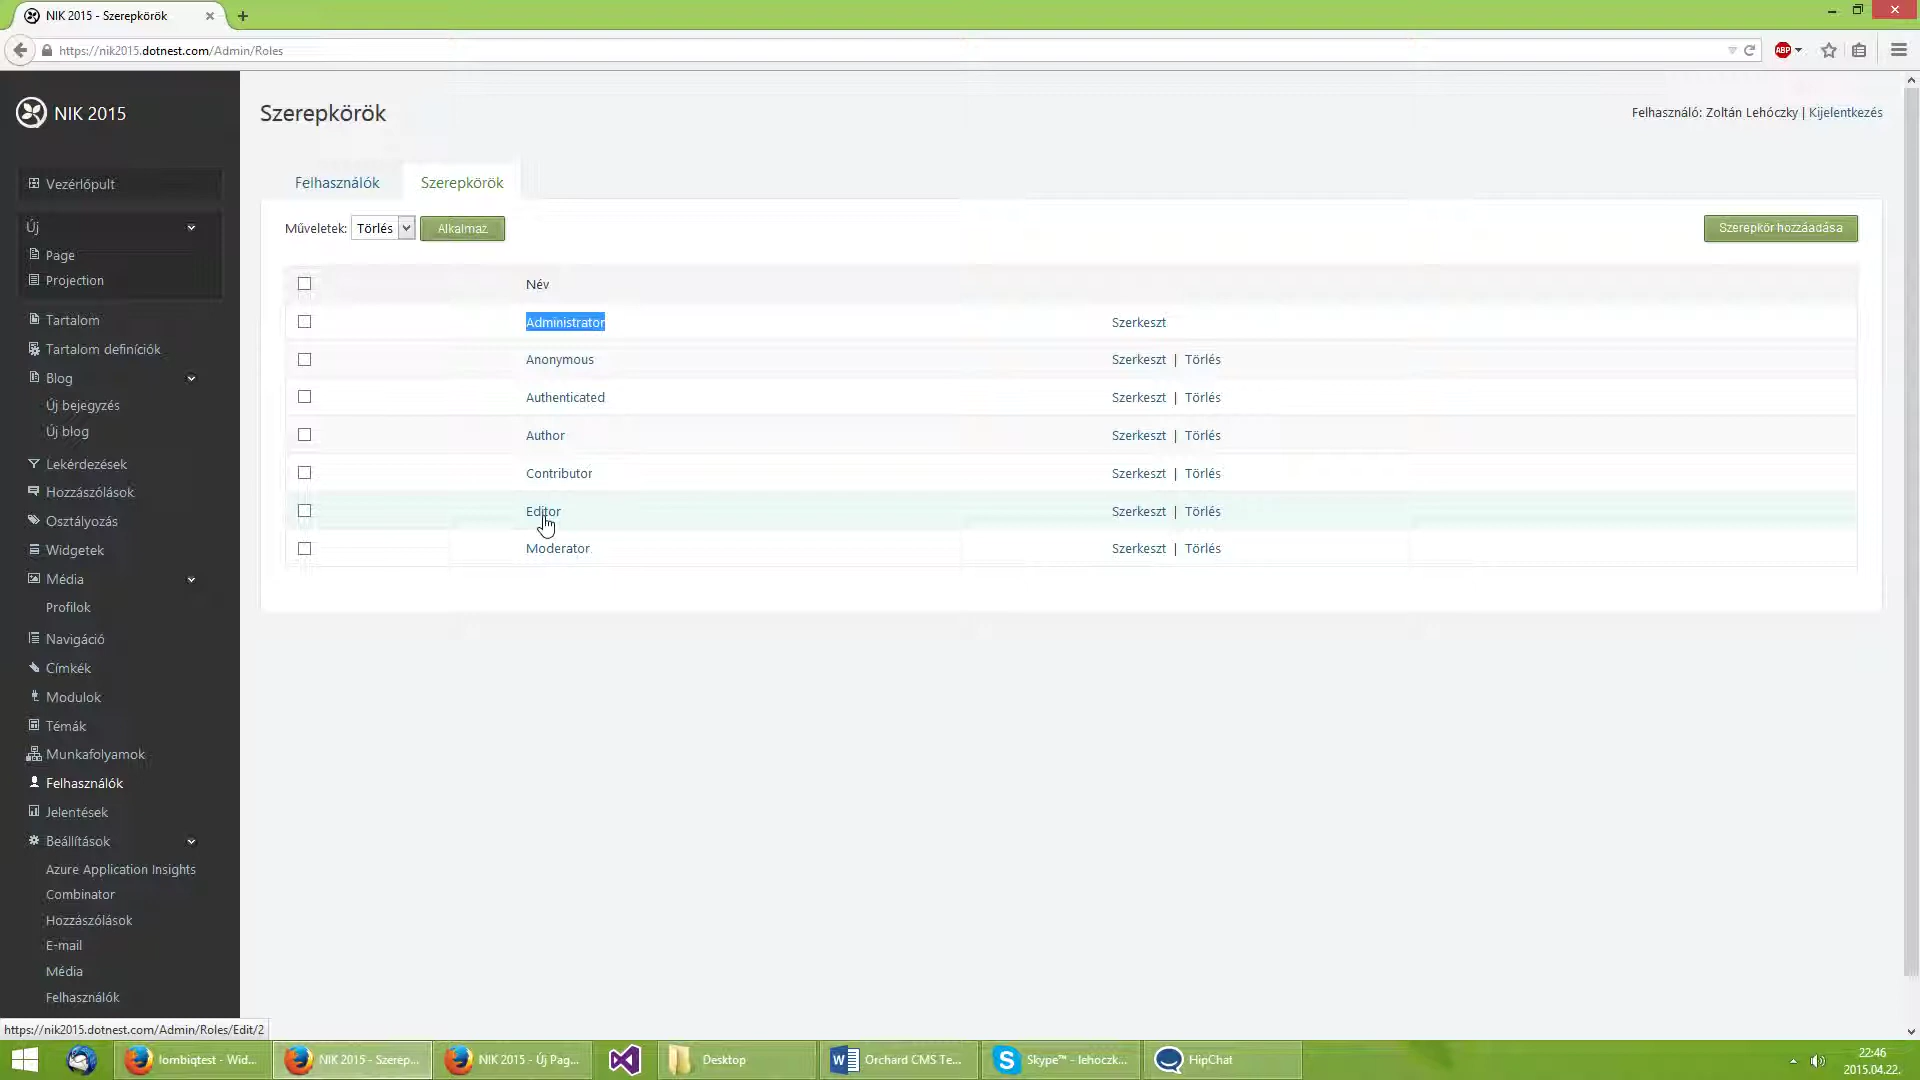 NIK 2015 - Szerepkörök
https://nik2015.dotnest.com/Admin/Roles
ABP
NIK 2015
Szerepkörök
Felhasználó: Zoltán Lehóczky | Kijelentkezés
Vezérlőpult
Új
Page
Projection
Tartalom
Tartalom definíciók
Blog
Új bejegyzés
Új blog
Lekérdezések
Hozzászólások
Osztályozás
Widgetek
Média
Profilok
Navigáció
Címkék
Modulok
Témák
Munkafolyamok
Felhasználók
Jelentések
Beállítások
Azure Application Insights
Combinator
Hozzászólások
E-mail
Média
Felhasználók
Felhasználók Szerepkörök
Műveletek: Törlés Alkalmaz Szerepkör hozzáadása
Név
Administrator Szerkeszt
Anonymous Szerkeszt | Törlés
Authenticated Szerkeszt | Törlés
Author Szerkeszt | Törlés
Contributor Szerkeszt | Törlés
Editor Szerkeszt | Törlés
Moderator Szerkeszt | Törlés
https://nik2015.dotnest.com/Admin/Roles/Edit/2
lombiqtest - Wid... NIK 2015 - Szerep... NIK 2015 - Új Pag... Desktop Orchard CMS Te... Skype™ - lehoczk... HipChat
22:46
2015.04.22.